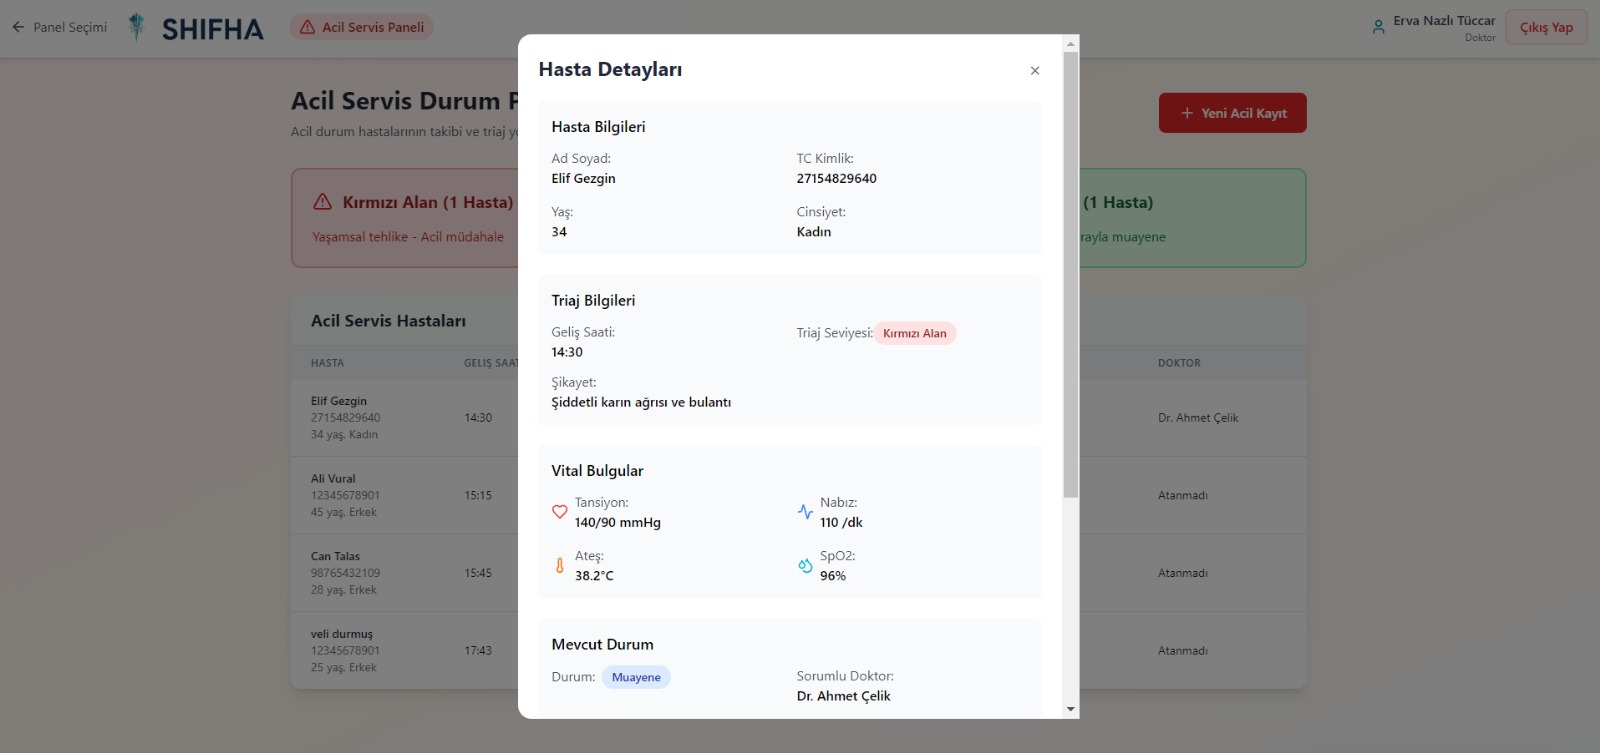 Panel Seçimi
SHIFHA
Acil Servis Paneli
Erva Nazlı Tüccar
Doktor
Çıkış Yap
Acil Servis Durum
Acil durum hastalarının takibi ve triaj
Yeni Acil Kayıt
Kırmızı Alan (1 Hasta)
Yaşamsal tehlike - Acil müdahale
(1 Hasta)
muayene
Acil Servis Hastaları
HASTA
GELİŞ SAAT
DOKTOR
Elif Gezgin
27154829640
34 yaş, Kadın
14:30
Dr. Ahmet Çelik
Ali Vural
12345678901
45 yaş, Erkek
15:15
Atanmadı
Can Talas
98765432109
28 yaş, Erkek
15:45
Atanmadı
veli durmuş
12345678901
25 yaş, Erkek
17:43
Atanmadı
Hasta Detayları
×
Hasta Bilgileri
Ad Soyad:
Elif Gezgin
TC Kimlik:
27154829640
Yaş:
34
Cinsiyet:
Kadın
Triaj Bilgileri
Geliş Saati:
14:30
Triaj Seviyesi: Kırmızı Alan
Şikayet:
Şiddetli karın ağrısı ve bulantı
Vital Bulgular
Tansiyon:
140/90 mmHg
Nabız:
110 /dk
Ateş:
38.2°C
SpO2:
96%
Mevcut Durum
Durum: Muayene
Sorumlu Doktor:
Dr. Ahmet Çelik